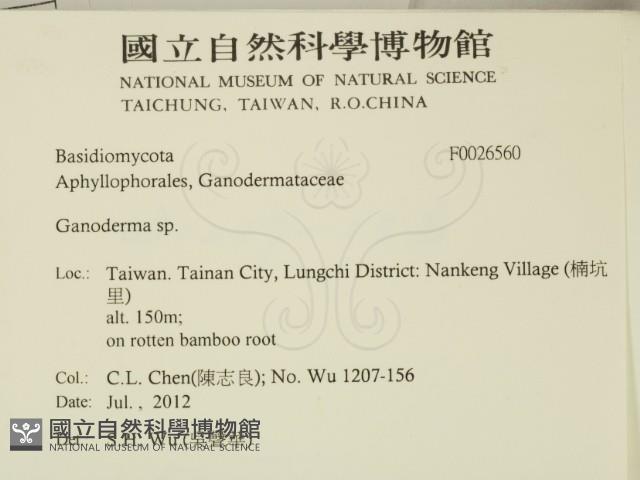 國立自然科學博物館
NATIONAL MUSEUM OF NATURAL SCIENCE
TAICHUNG, TAIWAN, R.O.CHINA
Basidiomycota F0026560
Aphyllophorales, Ganodermataceae
Ganoderma sp.
Loc.: Taiwan. Tainan City, Lungchi District: Nankeng Village (楠坑
里)
alt. 150m;
on rotten bamboo root
Col.: C.L. Chen(陳志良); No. Wu 1207-156
Date: Jul. , 2012
S.H. Wu
國立自然科學博物館
NATIONAL MUSEUM OF NATURAL SCIENCE